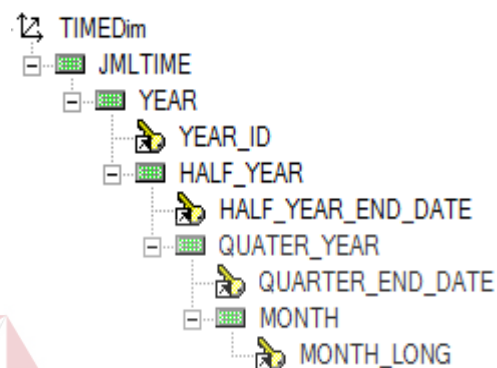 TIMEDim
JMLTIME
YEAR
YEAR_ID
HALF_YEAR
HALF_YEAR_END_DATE
QUATER_YEAR
QUARTER_END_DATE
MONTH
MONTH_LONG